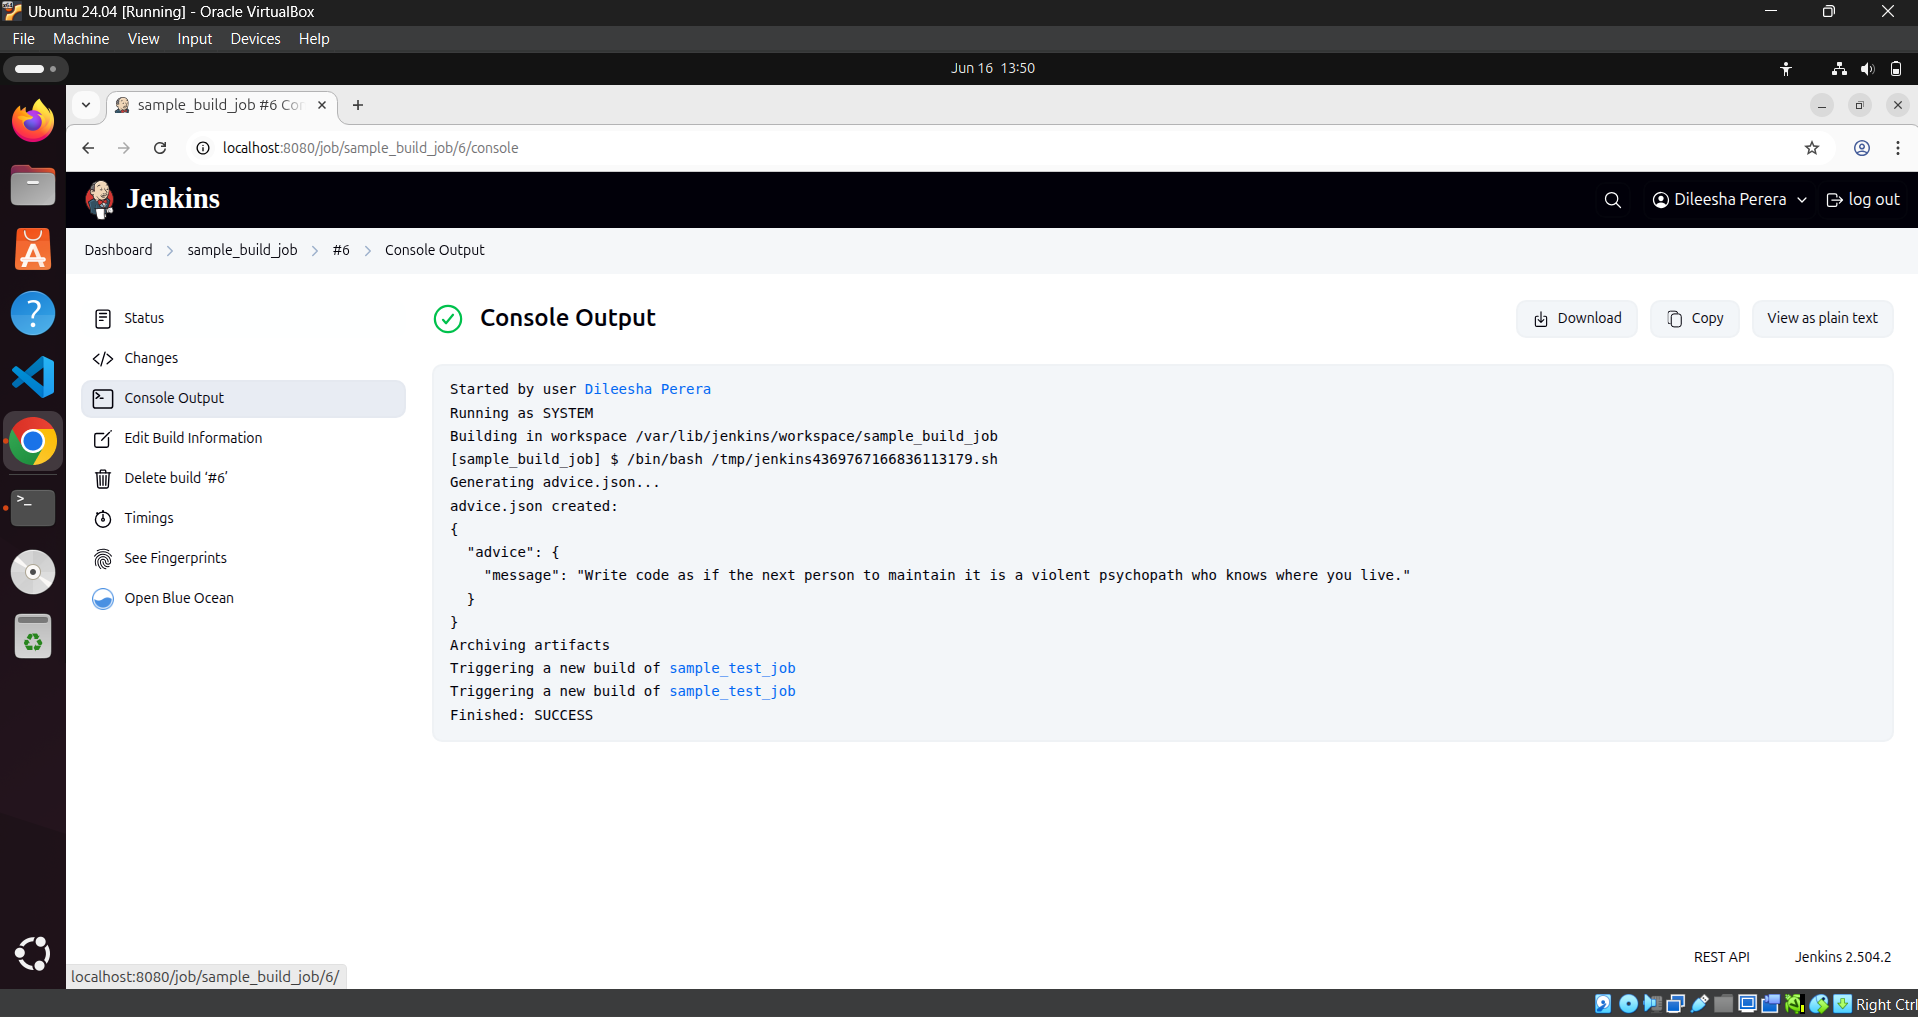 Ubuntu 24.04 [Running] - Oracle VirtualBox
File Machine View Input Devices Help
Jun 16 13:50
sample_build_job #6 Co
localhost:8080/job/sample_build_job/6/console
Jenkins
Dileesha Perera
log out
Dashboard sample_build_job #6 Console Output
Status
Changes
Console Output
Edit Build Information
Delete build ‘#6’
Timings
See Fingerprints
Open Blue Ocean
Console Output
Download
Copy
View as plain text
Started by user Dileesha Perera
Running as SYSTEM
Building in workspace /var/lib/jenkins/workspace/sample_build_job
[sample_build_job] $ /bin/bash /tmp/jenkins4369767166836113179.sh
Generating advice.json...
advice.json created:
{
"advice": {
"message": "Write code as if the next person to maintain it is a violent psychopath who knows where you live."
}
}
Archiving artifacts
Triggering a new build of sample_test_job
Triggering a new build of sample_test_job
Finished: SUCCESS
REST API
Jenkins 2.504.2
localhost:8080/job/sample_build_job/6/
Right Ctrl